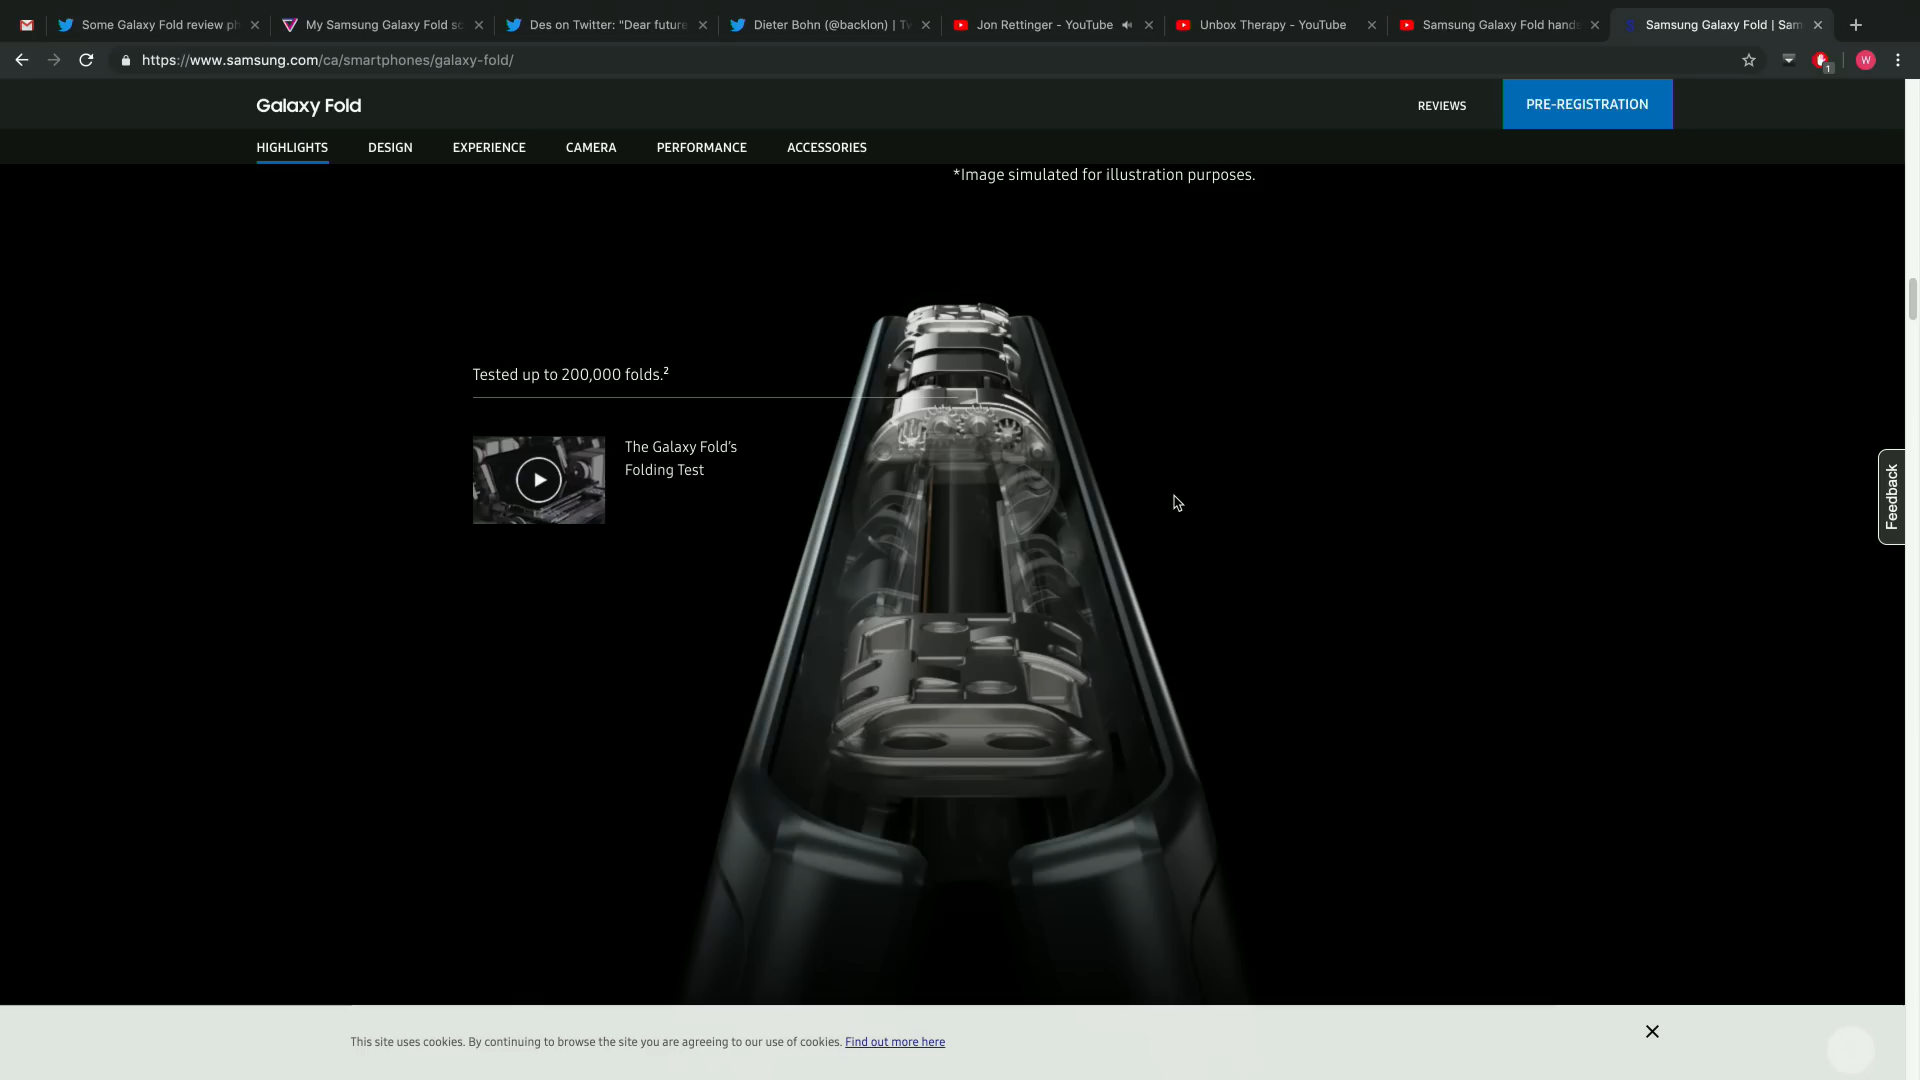 Some Galaxy Fold review ph
My Samsung Galaxy Fold sc
Des on Twitter: "Dear future
Dieter Bohn (@backlon) | Tw
Jon Rettinger - YouTube
Unbox Therapy - YouTube
Samsung Galaxy Fold hands
Samsung Galaxy Fold | Sam
https://www.samsung.com/ca/smartphones/galaxy-fold/
1
W
Galaxy Fold
REVIEWS
PRE-REGISTRATION
HIGHLIGHTS
DESIGN
EXPERIENCE
CAMERA
PERFORMANCE
ACCESSORIES
*Image simulated for illustration purposes.
Tested up to 200,000 folds.²
The Galaxy Fold's
Folding Test
Feedback
This site uses cookies. By continuing to browse the site you are agreeing to our use of cookies. Find out more here